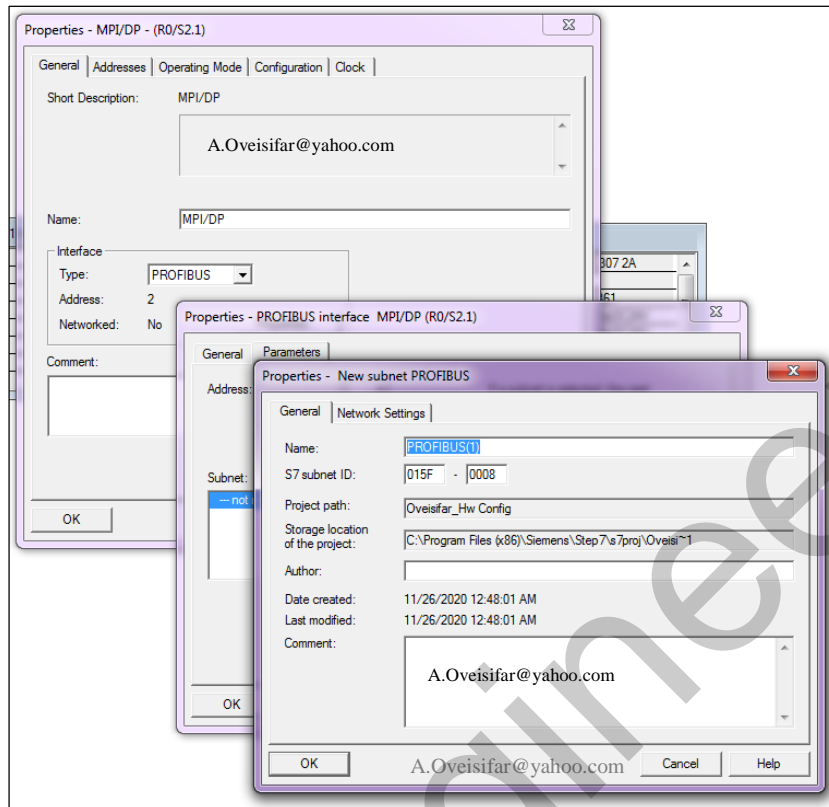 Properties - MPI/DP - (R0/S2.1)
General Addresses Operating Mode Configuration Clock
Short Description: MPI/DP
A.Oveisifar@yahoo.com
Name: MPI/DP
Interface
Type: PROFIBUS
Address: 2
Networked: No
Comment:
OK
307 2A
361
Properties - PROFIBUS interface MPI/DP (R0/S2.1)
General Parameters
Address:
Subnet:
--- not
OK
Properties - New subnet PROFIBUS
General Network Settings
Name: PROFIBUS(1)
S7 subnet ID: 015F - 0008
Project path: Oveisifar_Hw Config
Storage location
of the project: C:\Program Files (x86)\Siemens\Step7\s7proj\Oveisi~1
Author:
Date created: 11/26/2020 12:48:01 AM
Last modified: 11/26/2020 12:48:01 AM
Comment:
A.Oveisifar@yahoo.com
OK A.Oveisifar@yahoo.com Cancel Help